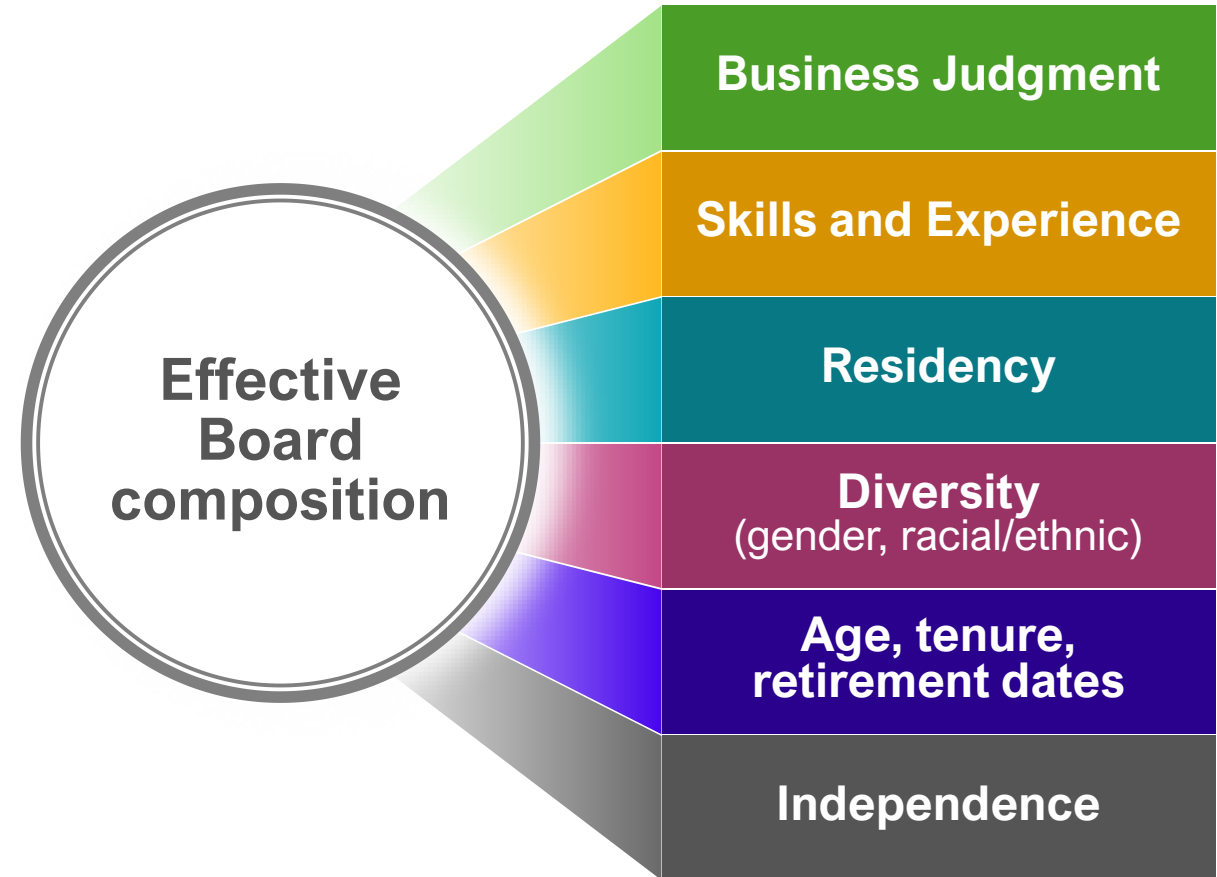 Effective
Board
composition
Business Judgment
Skills and Experience
Residency
Diversity
(gender, racial/ethnic)
Age, tenure,
retirement dates
Independence